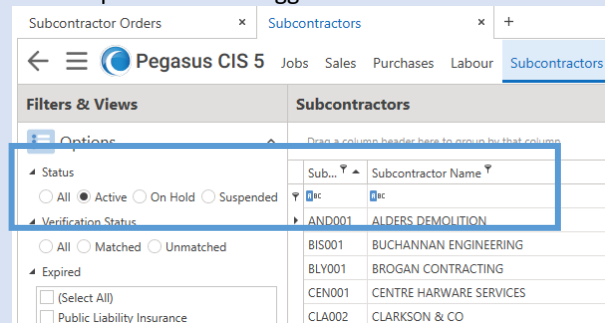 Subcontractor Orders × Subcontractors × +
Pegasus CIS 5 Jobs Sales Purchases Labour Subcontractors
Filters & Views
Options
Status
All Active On Hold Suspended
Verification Status
All Matched Unmatched
Expired
(Select All)
Public Liability Insurance
Subcontractors
Drag a column header here to group by that column
Sub... Subcontractor Name
ABC ABC
AND001 ALDERS DEMOLITION
BIS001 BUCHANNAN ENGINEERING
BLY001 BROGAN CONTRACTING
CEN001 CENTRE HARWARE SERVICES
CLA002 CLARKSON & CO